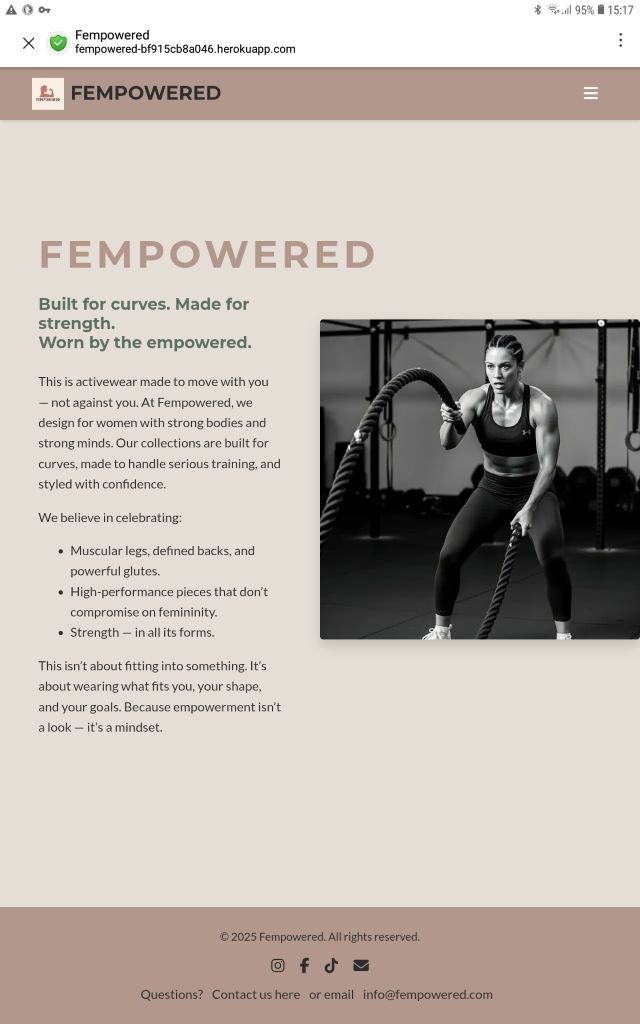 95% 15:17
Fempowered
fempowered-bf915cb8a046.herokuapp.com
FEMPOWERED
FEMPOWERED
FEMPOWERED
Built for curves. Made for
strength.
Worn by the empowered.
This is activewear made to move with you
— not against you. At Fempowered, we
design for women with strong bodies and
strong minds. Our collections are built for
curves, made to handle serious training, and
styled with confidence.
We believe in celebrating:
• Muscular legs, defined backs, and
powerful glutes.
• High-performance pieces that don't
compromise on femininity.
• Strength — in all its forms.
This isn't about fitting into something. It's
about wearing what fits you, your shape,
and your goals. Because empowerment isn't
a look — it's a mindset.
© 2025 Fempowered. All rights reserved.
Questions? Contact us here or email info@fempowered.com